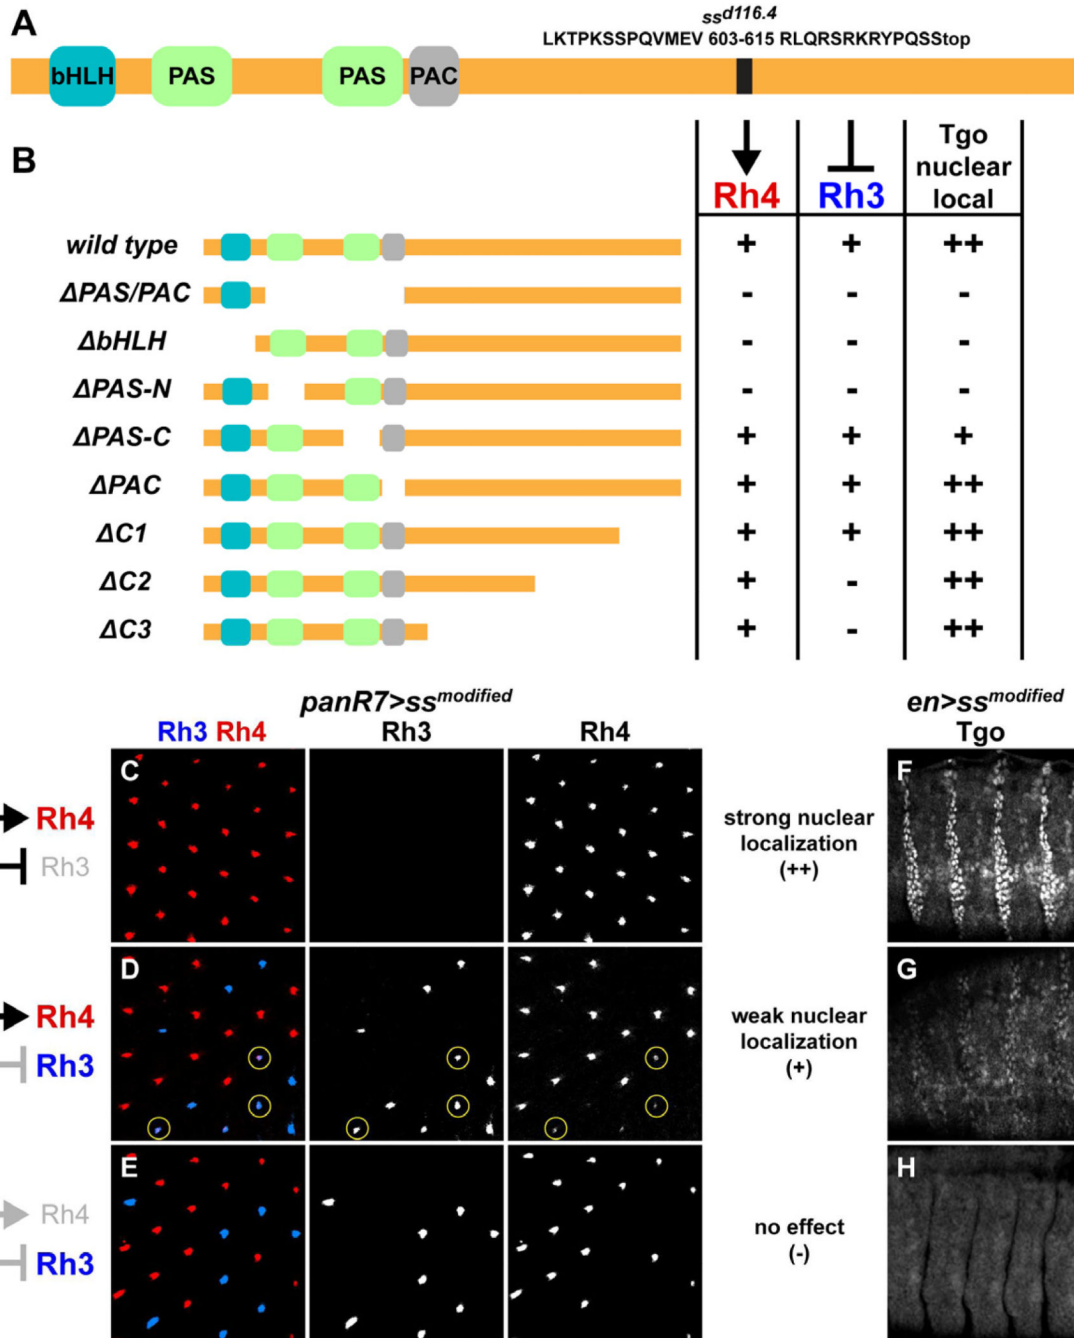 A
ss^d116.4
LKTPKSSPQVMEV 603-615 RLQRSRKRYPQSSstop
bHLH PAS PAS PAC
B
Rh4 Rh3 Tgo nuclear local
wild type + + ++
ΔPAS/PAC - - -
ΔbHLH - - -
ΔPAS-N - - -
ΔPAS-C + + +
ΔPAC + + ++
ΔC1 + + ++
ΔC2 + - ++
ΔC3 + - ++
panR7>ss^modified en>ss^modified
Rh3 Rh4 Rh3 Rh4 Tgo
C
Rh4
Rh3
strong nuclear
localization
(++)
F
D
Rh4
Rh3
weak nuclear
localization
(+)
G
E
Rh4
Rh3
no effect
(-)
H